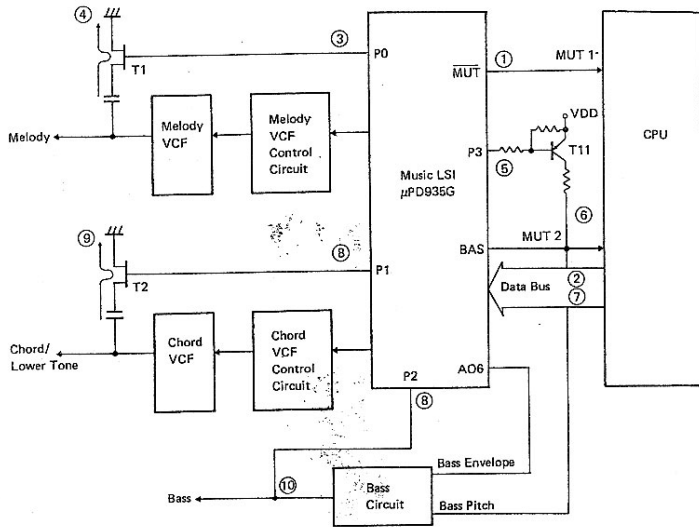 ④
③
P0
T1
①
MUT
MUT 1
VDD
CPU
Melody
Melody
VCF
Melody
VCF
Control
Circuit
P3
⑤
T11
Music LSI
μPD935G
⑥
⑨
⑧
P1
T2
BAS
MUT 2
Data Bus
②
⑦
Chord/
Lower Tone
Chord
VCF
Chord
VCF
Control
Circuit
P2
⑧
AO6
Bass Envelope
Bass
⑩
Bass
Circuit
Bass Pitch